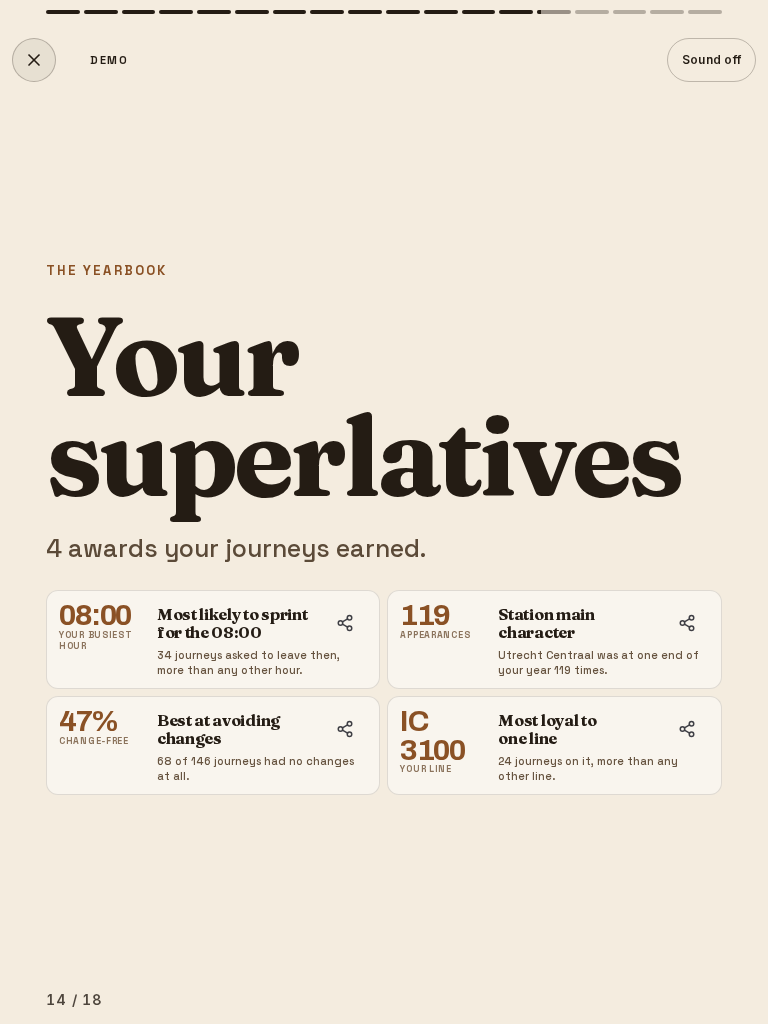 DEMO
Sound off
THE YEARBOOK
Your
superlatives
4 awards your journeys earned.
08:00
YOUR BUSIEST
HOUR
Most likely to sprint
for the 08:00
34 journeys asked to leave then,
more than any other hour.
119
APPEARANCES
Station main
character
Utrecht Centraal was at one end of
your year 119 times.
47%
CHANGE-FREE
Best at avoiding
changes
68 of 146 journeys had no changes
at all.
IC
3100
YOUR LINE
Most loyal to
one line
24 journeys on it, more than any
other line.
14 / 18